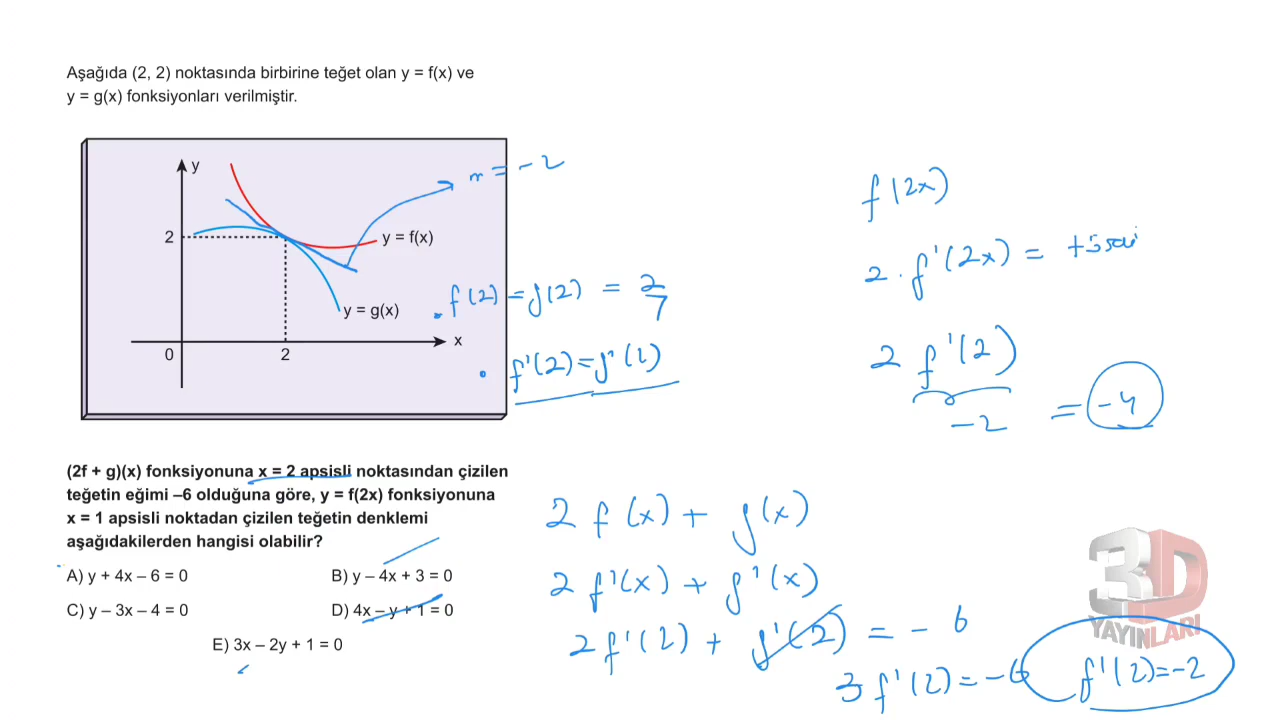 Aşağıda (2, 2) noktasında birbirine teğet olan y = f(x) ve
y = g(x) fonksiyonları verilmiştir.
y
2
y = f(x)
y = g(x)
x
0
2
m = -2
f(2) = g(2) = 2
7
f'(2)=g'(2)
f(2x)
2 . f'(2x) =
2 f'(2)
-2
= -4
(2f + g)(x) fonksiyonuna x = 2 apsisli noktasından çizilen
teğetin eğimi –6 olduğuna göre, y = f(2x) fonksiyonuna
x = 1 apsisli noktadan çizilen teğetin denklemi
aşağıdakilerden hangisi olabilir?
A) y + 4x – 6 = 0
B) y – 4x + 3 = 0
C) y – 3x – 4 = 0
D) 4x – y + 1 = 0
E) 3x – 2y + 1 = 0
2 f(x) + g(x)
2 f'(x) + g'(x)
2 f'(2) + g'(2) = - 6
3 f'(2) = -6
f'(2)=-2
3D
YAYINLARI